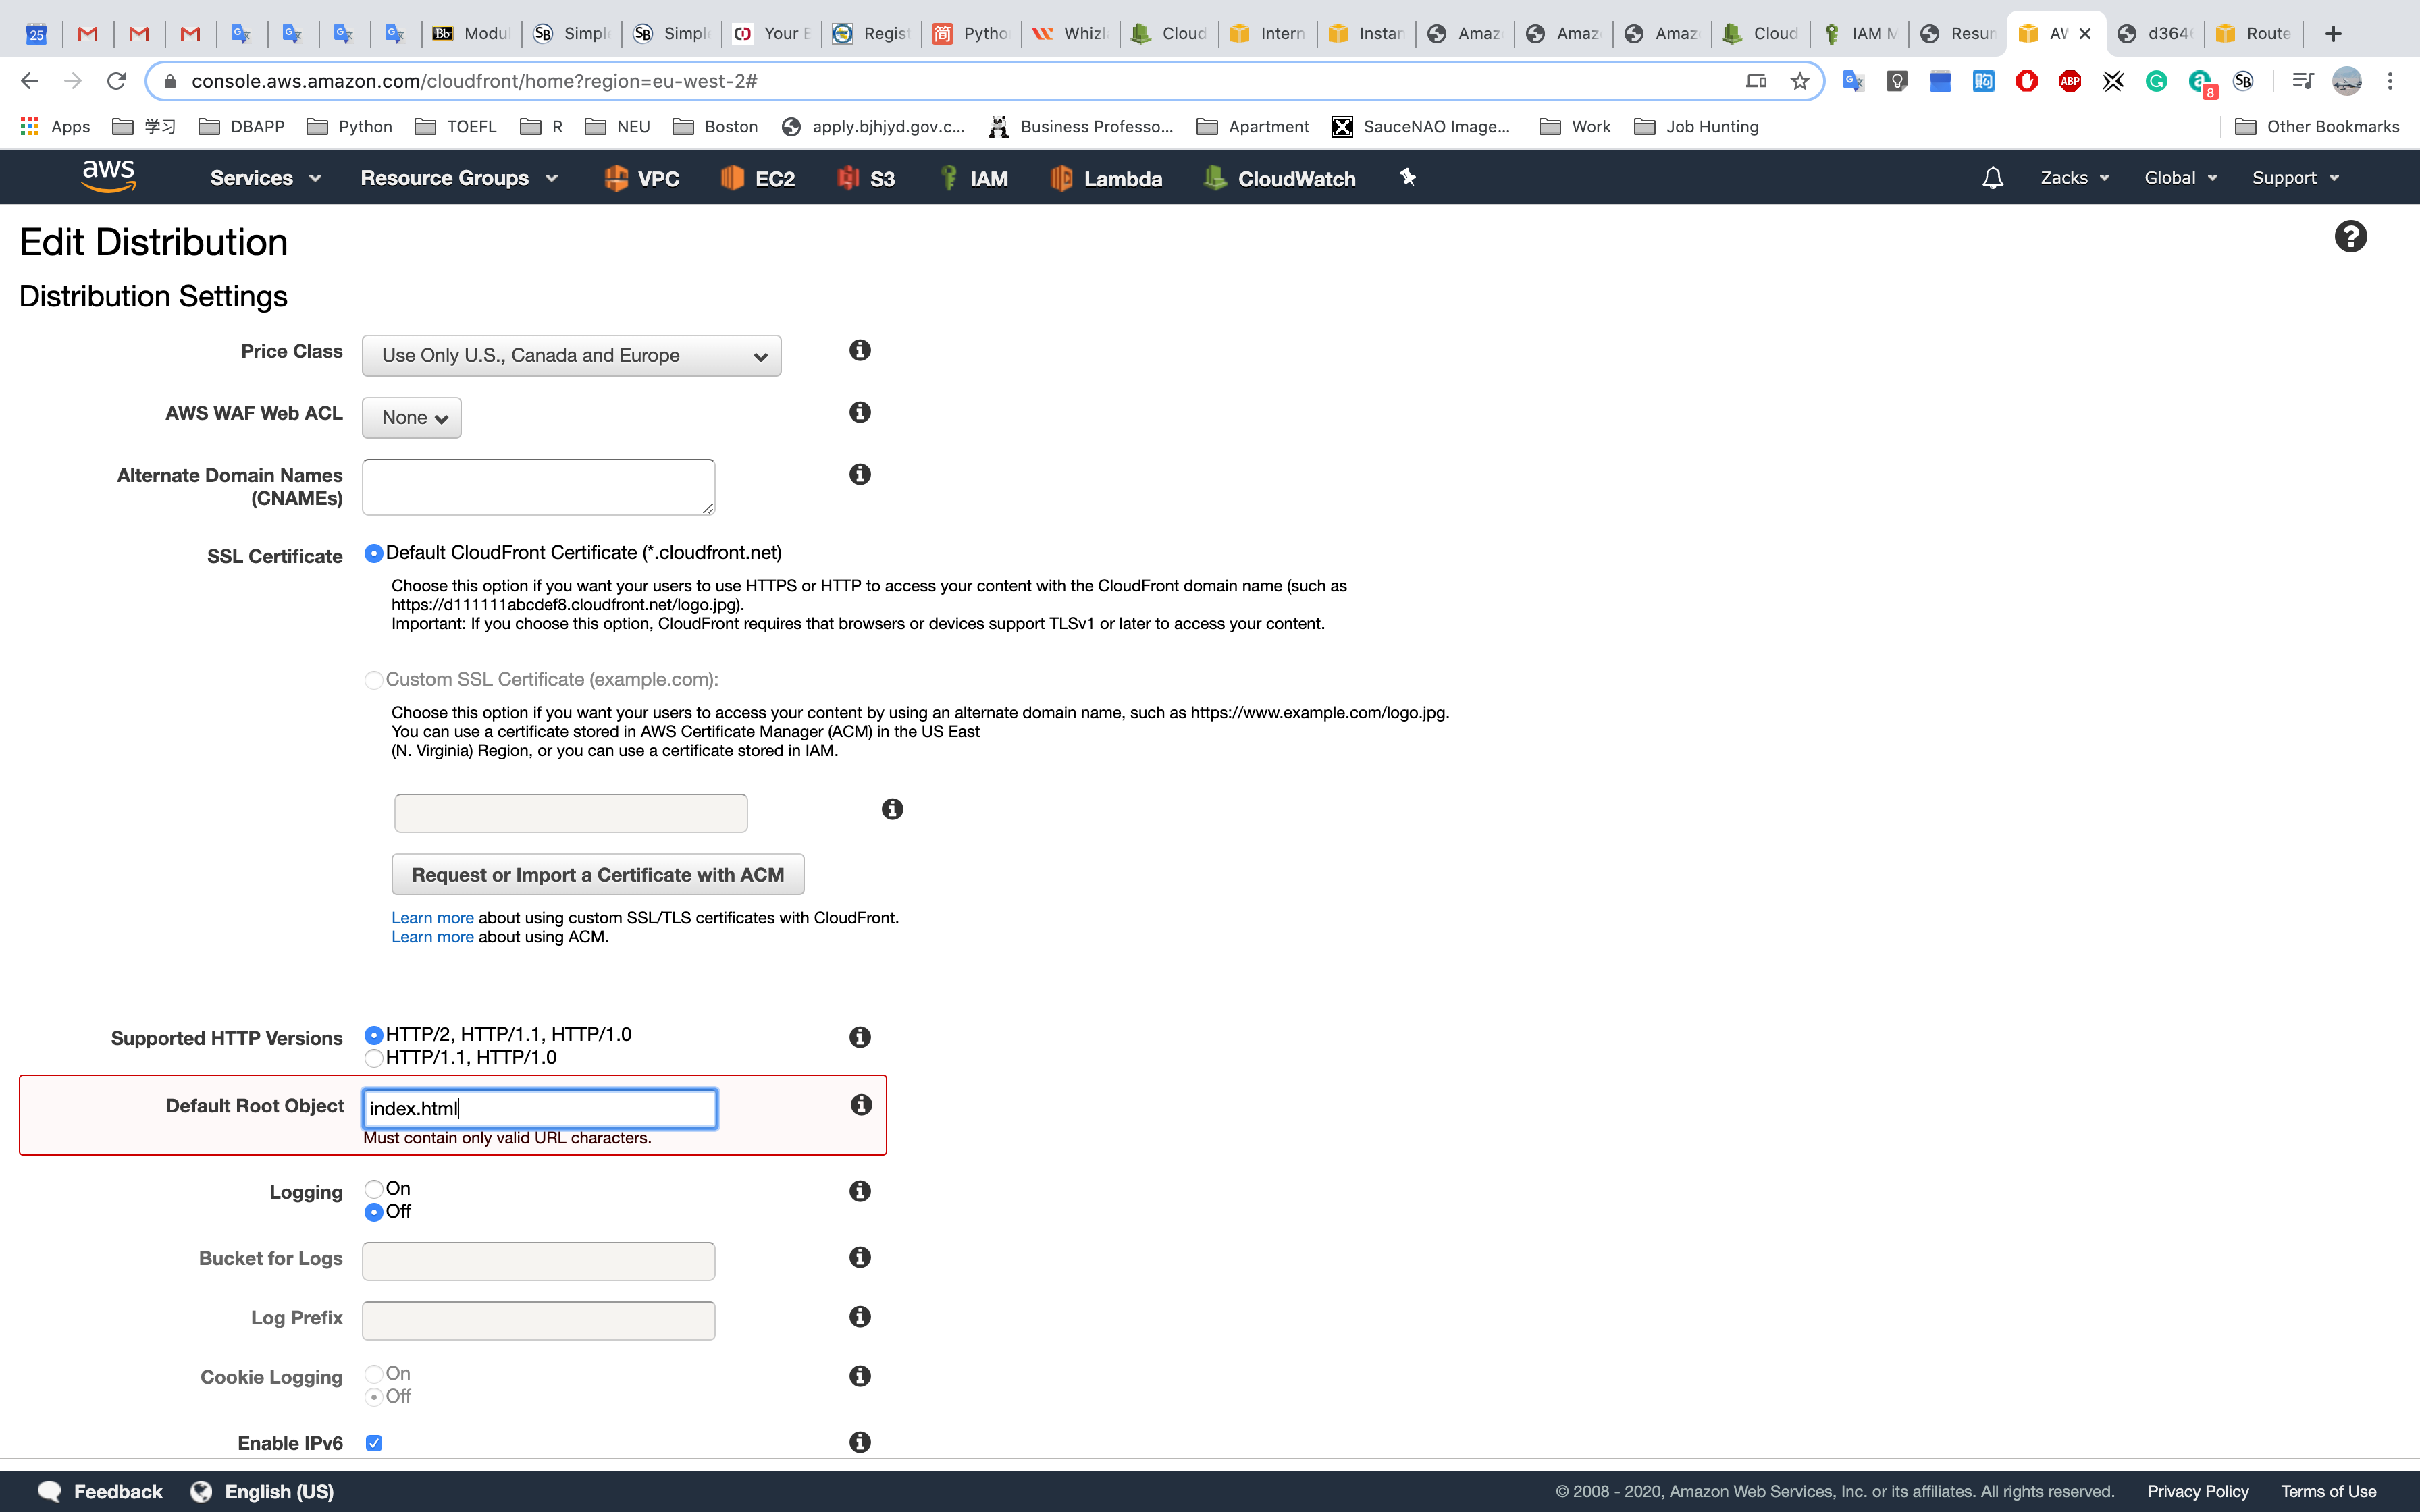 25 Modu Simpl Simpl Your E Regis Pytho Whizl Cloud Intern Instan Amaz Amaz Amaz Cloud IAM M Resun AV d364 Route
console.aws.amazon.com/cloudfront/home?region=eu-west-2#
ABP 8 SB
Apps 学习 DBAPP Python TOEFL R NEU Boston apply.bjhjyd.gov.c... Business Professo... Apartment SauceNAO Image... Work Job Hunting Other Bookmarks
aws Services Resource Groups VPC EC2 S3 IAM Lambda CloudWatch Zacks Global Support
Edit Distribution
Distribution Settings
Price Class Use Only U.S., Canada and Europe
AWS WAF Web ACL None
Alternate Domain Names
(CNAMEs)
SSL Certificate Default CloudFront Certificate (*.cloudfront.net)
Choose this option if you want your users to use HTTPS or HTTP to access your content with the CloudFront domain name (such as
https://d111111abcdef8.cloudfront.net/logo.jpg).
Important: If you choose this option, CloudFront requires that browsers or devices support TLSv1 or later to access your content.
Custom SSL Certificate (example.com):
Choose this option if you want your users to access your content by using an alternate domain name, such as https://www.example.com/logo.jpg.
You can use a certificate stored in AWS Certificate Manager (ACM) in the US East
(N. Virginia) Region, or you can use a certificate stored in IAM.
Request or Import a Certificate with ACM
Learn more about using custom SSL/TLS certificates with CloudFront.
Learn more about using ACM.
Supported HTTP Versions HTTP/2, HTTP/1.1, HTTP/1.0
HTTP/1.1, HTTP/1.0
Default Root Object index.html
Must contain only valid URL characters.
Logging On
Off
Bucket for Logs
Log Prefix
Cookie Logging On
Off
Enable IPv6
Feedback English (US) © 2008 - 2020, Amazon Web Services, Inc. or its affiliates. All rights reserved. Privacy Policy Terms of Use